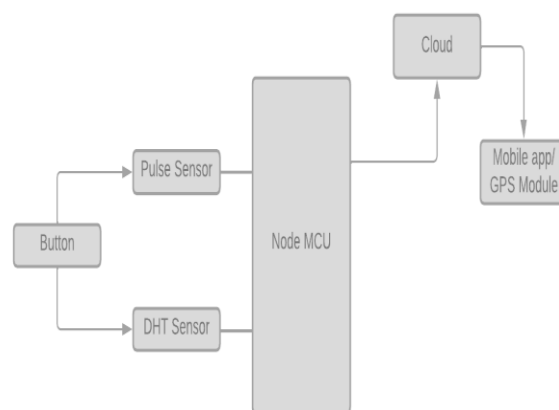 Cloud
Pulse Sensor
Mobile app/
GPS Module
Button
Node MCU
DHT Sensor